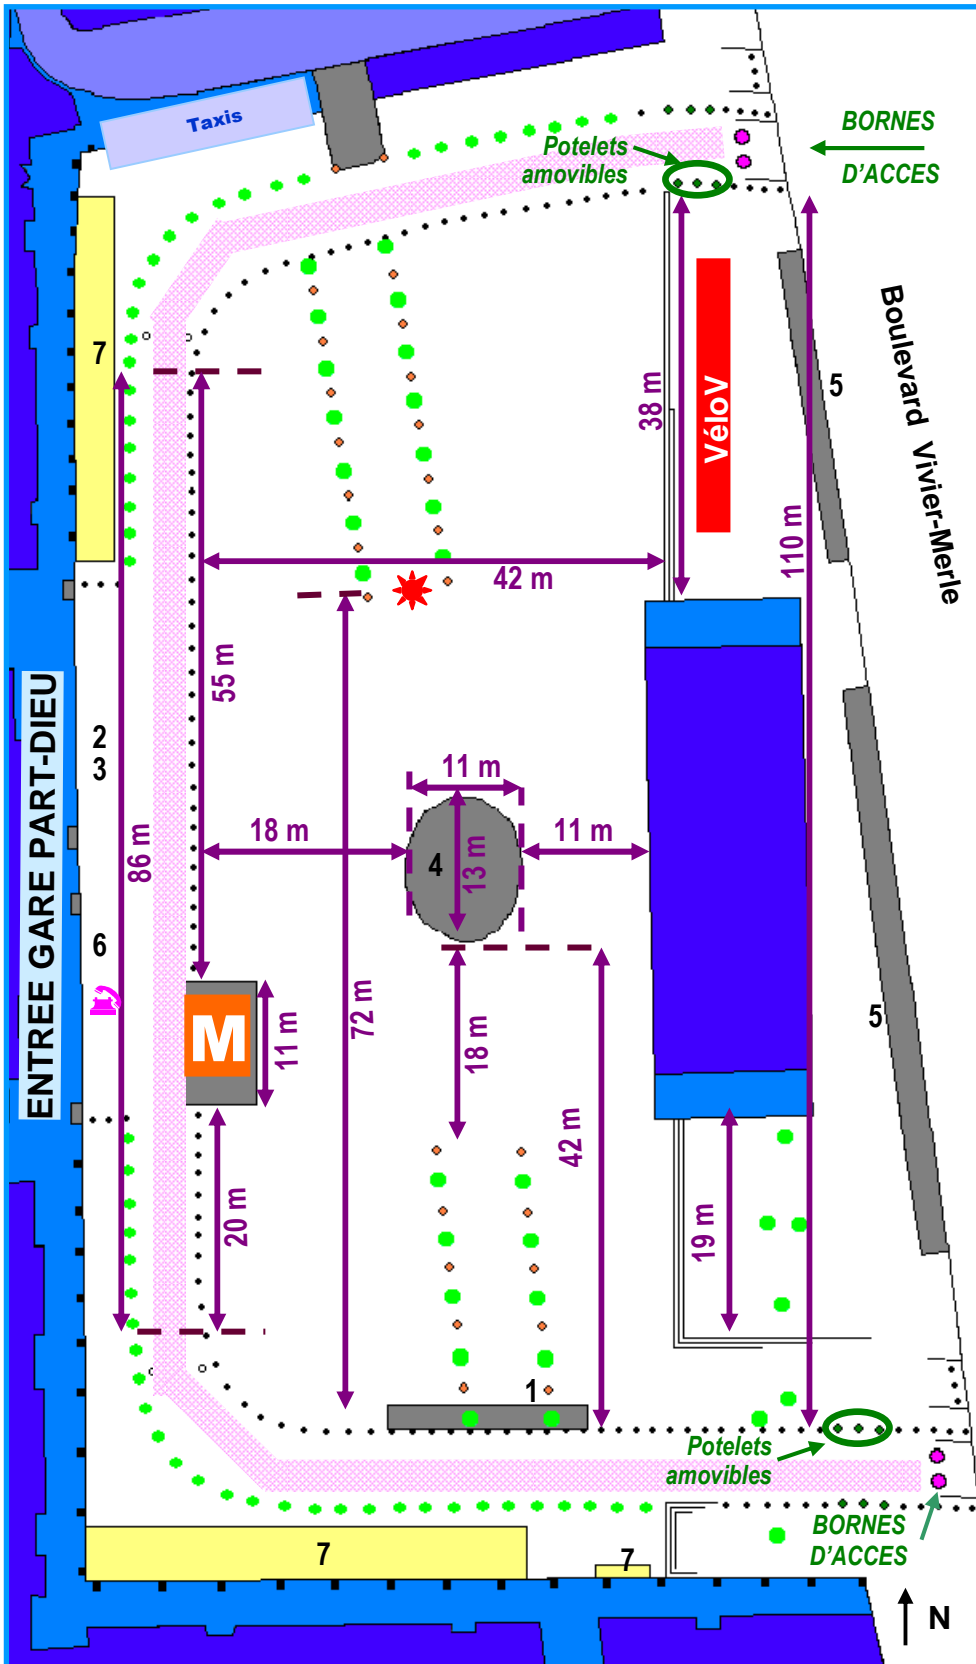 Taxis
BORNES
D'ACCES
Potelets
amovibles
7
Boulevard Vivier-Merle
VéloV
38 m
5
110 m
42 m
55 m
ENTREE GARE PART-DIEU
2
3
11 m
18 m
11 m
86 m
4
13 m
6
5
M
11 m
72 m
18 m
42 m
20 m
19 m
1
Potelets
amovibles
BORNES
D'ACCES
7
7
N